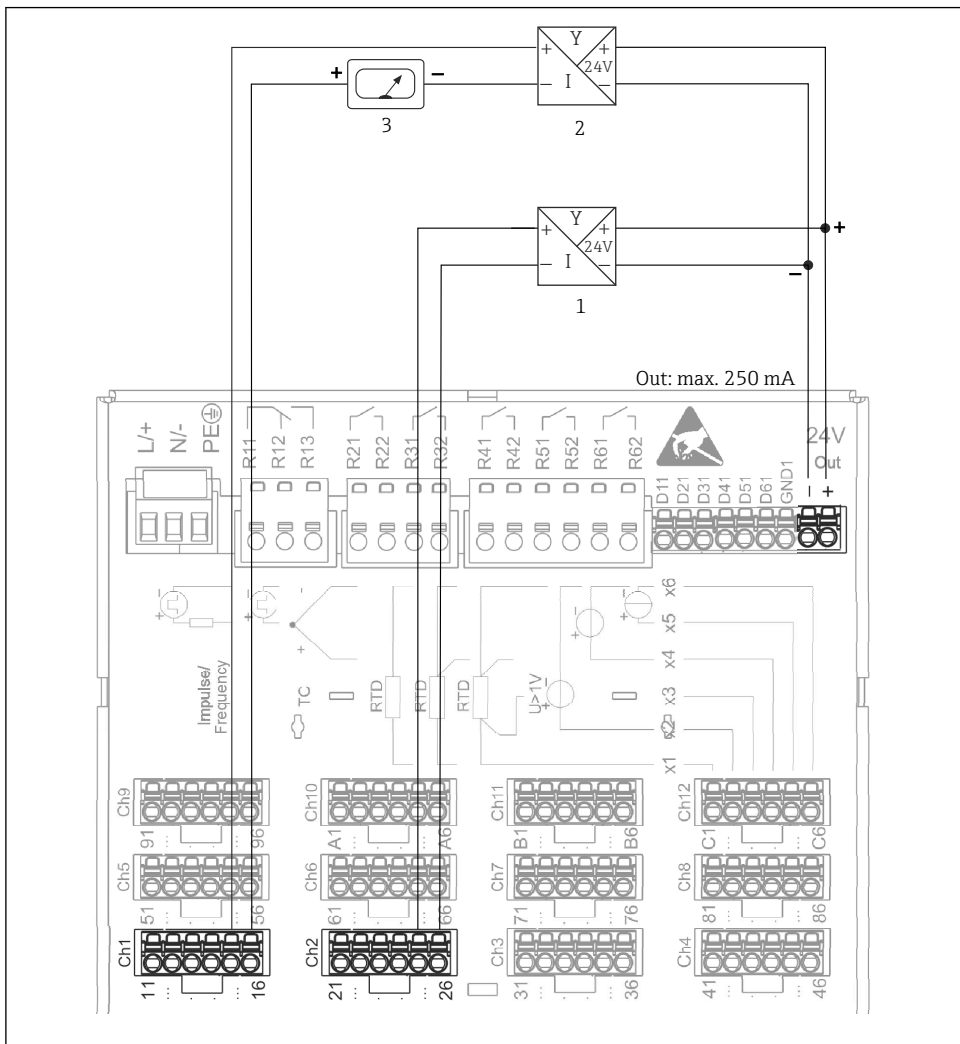 Y
+ +
24V
− I −
2
+ −
3
Y
+ +
24V
− I −
1
+
−
Out: max. 250 mA
L/+ N/- PE
R11 R12 R13
R21 R22 R31 R32
R41 R42 R51 R52 R61 R62
D11 D21 D31 D41 D51 D61 GND1
24V
Out
− +
+ −
+ −
-
+
+ −
+ −
Impulse/
Frequency
TC
RTD RTD RTD
U>1V
+ −
x6
x5
x4
x3
x2
x1
Ch9 91 ... . ... 96
Ch10 A1 ... . ... A6
Ch11 B1 ... . ... B6
Ch12 C1 ... . ... C6
Ch5 51 ... . ... 56
Ch6 61 ... . ... 66
Ch7 71 ... . ... 76
Ch8 81 ... . ... 86
Ch1 11 ... . ... 16
Ch2 21 ... . ... 26
Ch3 31 ... . ... 36
Ch4 41 ... . ... 46